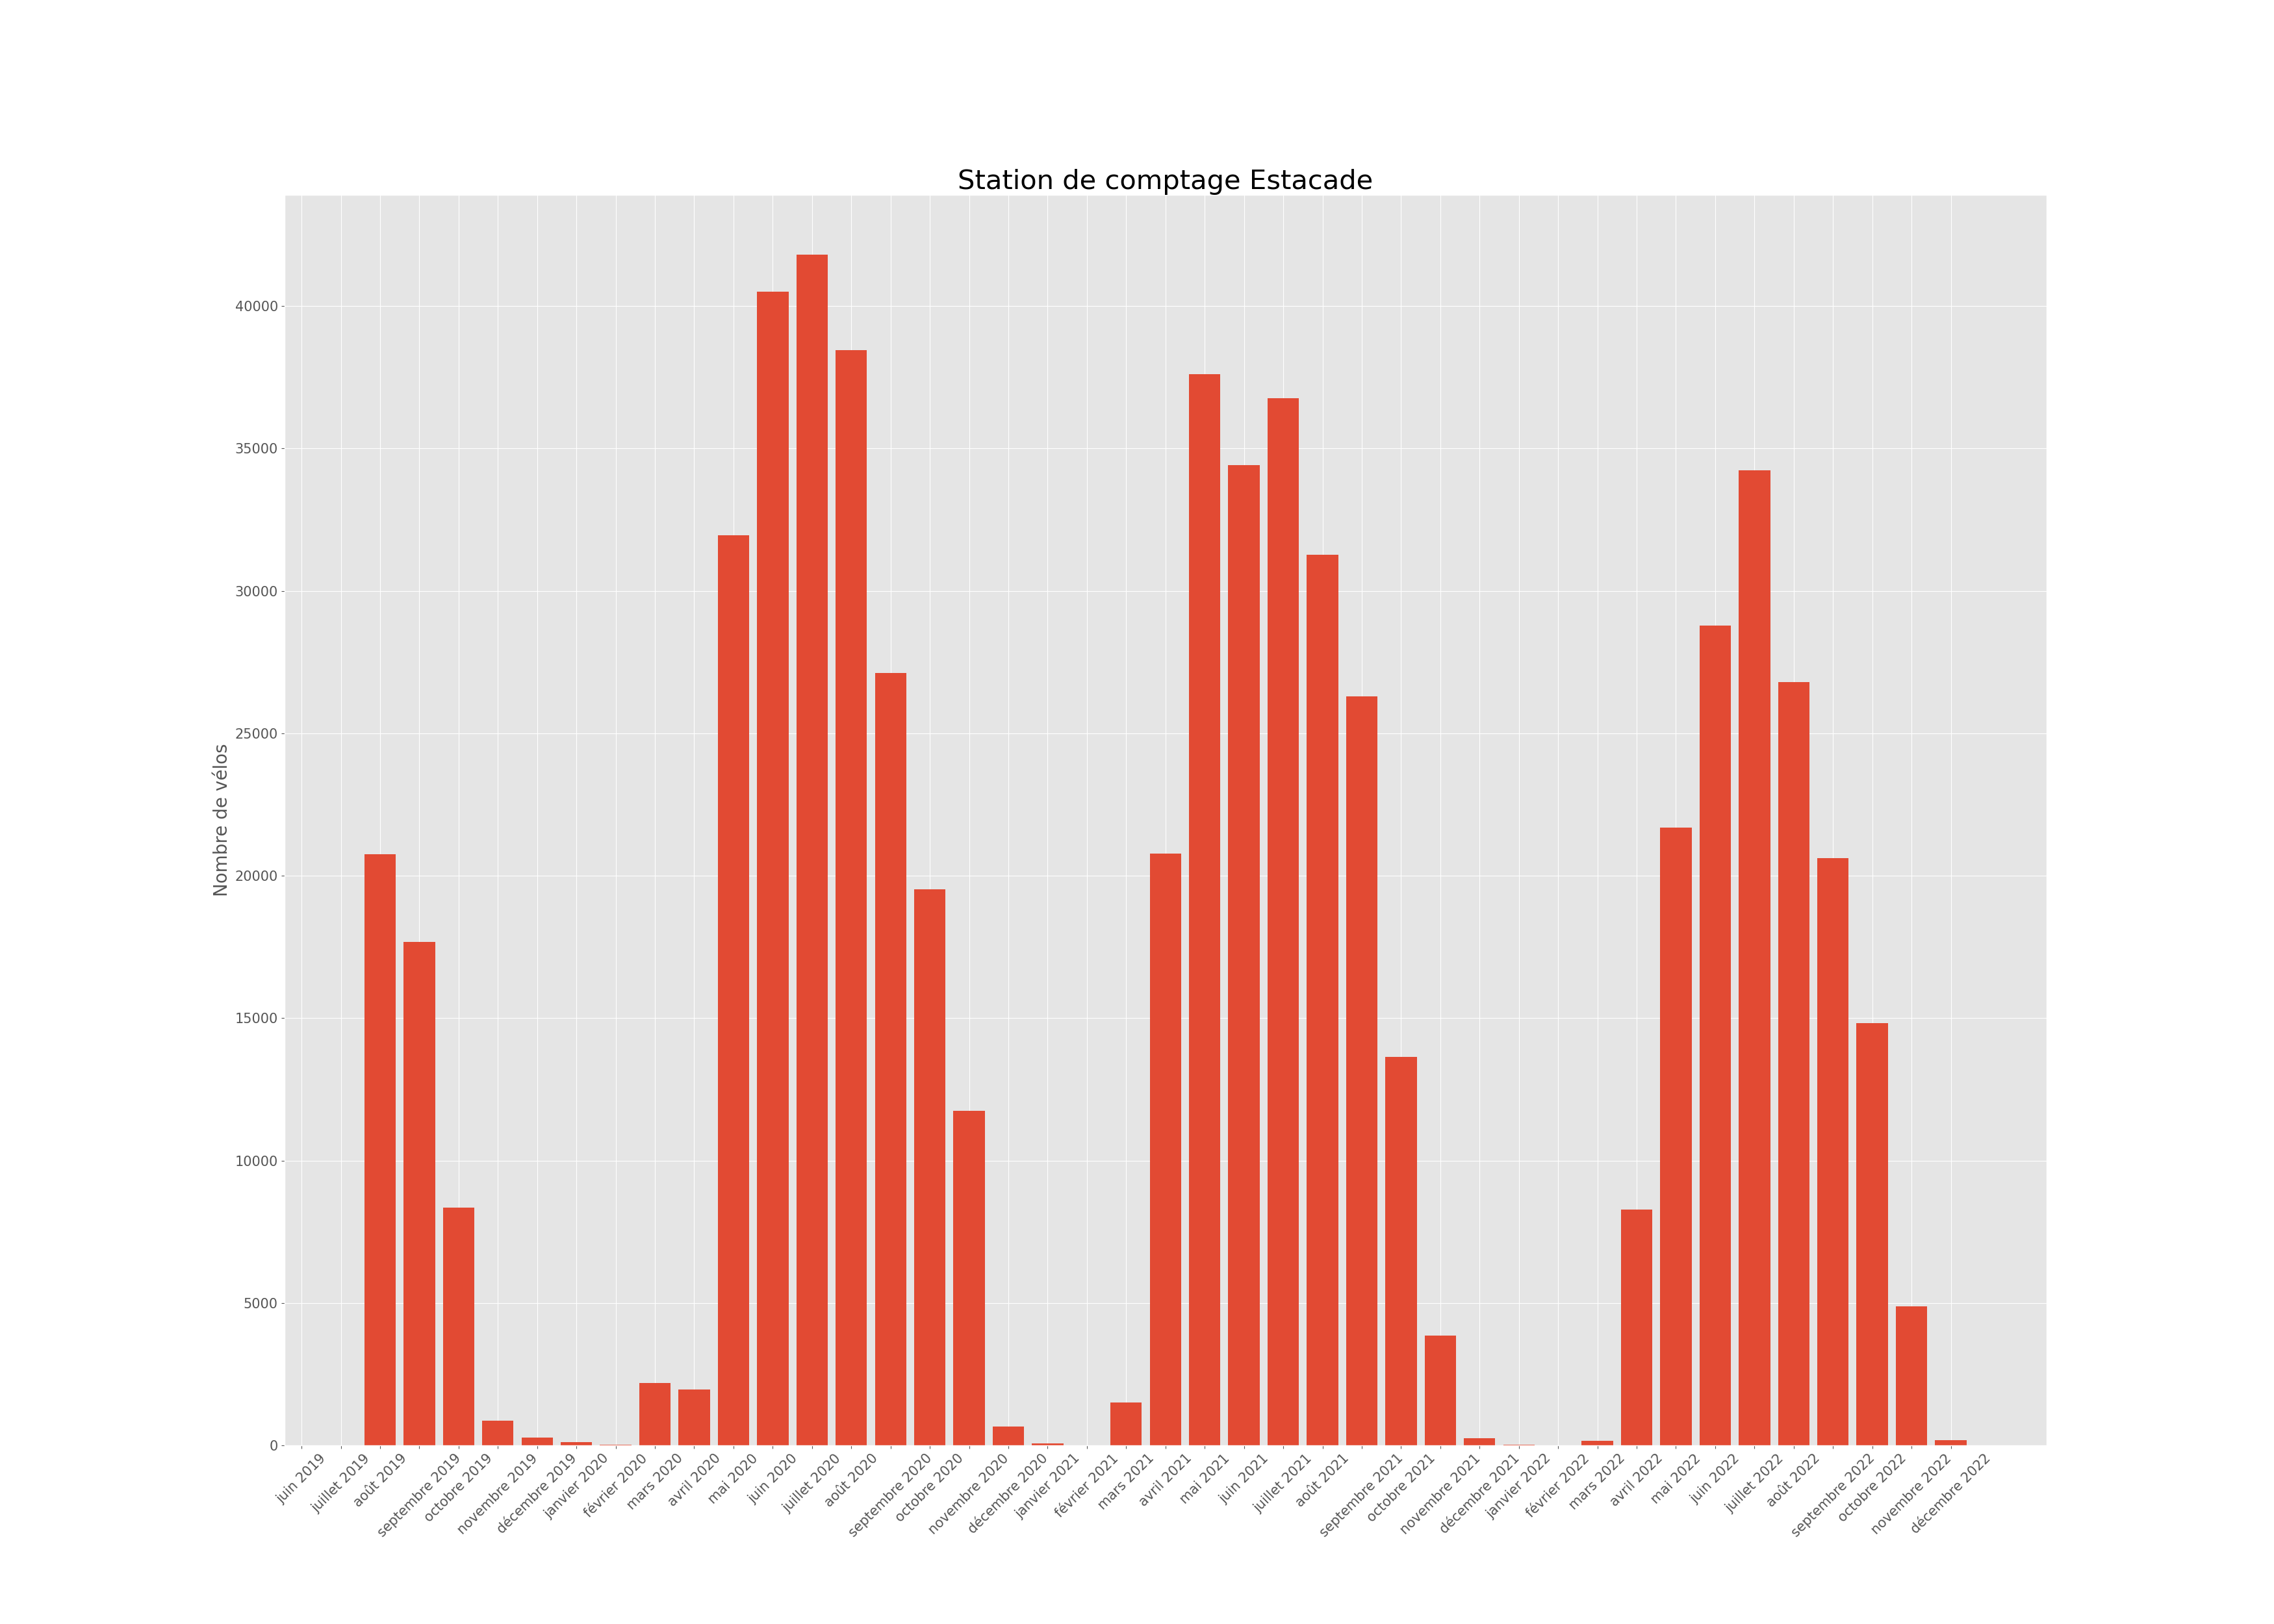 Station de comptage Estacade
Nombre de vélos
40000
35000
30000
25000
20000
15000
10000
5000
0
juin 2019
juillet 2019
août 2019
septembre 2019
octobre 2019
novembre 2019
décembre 2019
janvier 2020
février 2020
mars 2020
avril 2020
mai 2020
juin 2020
juillet 2020
août 2020
septembre 2020
octobre 2020
novembre 2020
décembre 2020
janvier 2021
février 2021
mars 2021
avril 2021
mai 2021
juin 2021
juillet 2021
août 2021
septembre 2021
octobre 2021
novembre 2021
décembre 2021
janvier 2022
février 2022
mars 2022
avril 2022
mai 2022
juin 2022
juillet 2022
août 2022
septembre 2022
octobre 2022
novembre 2022
décembre 2022